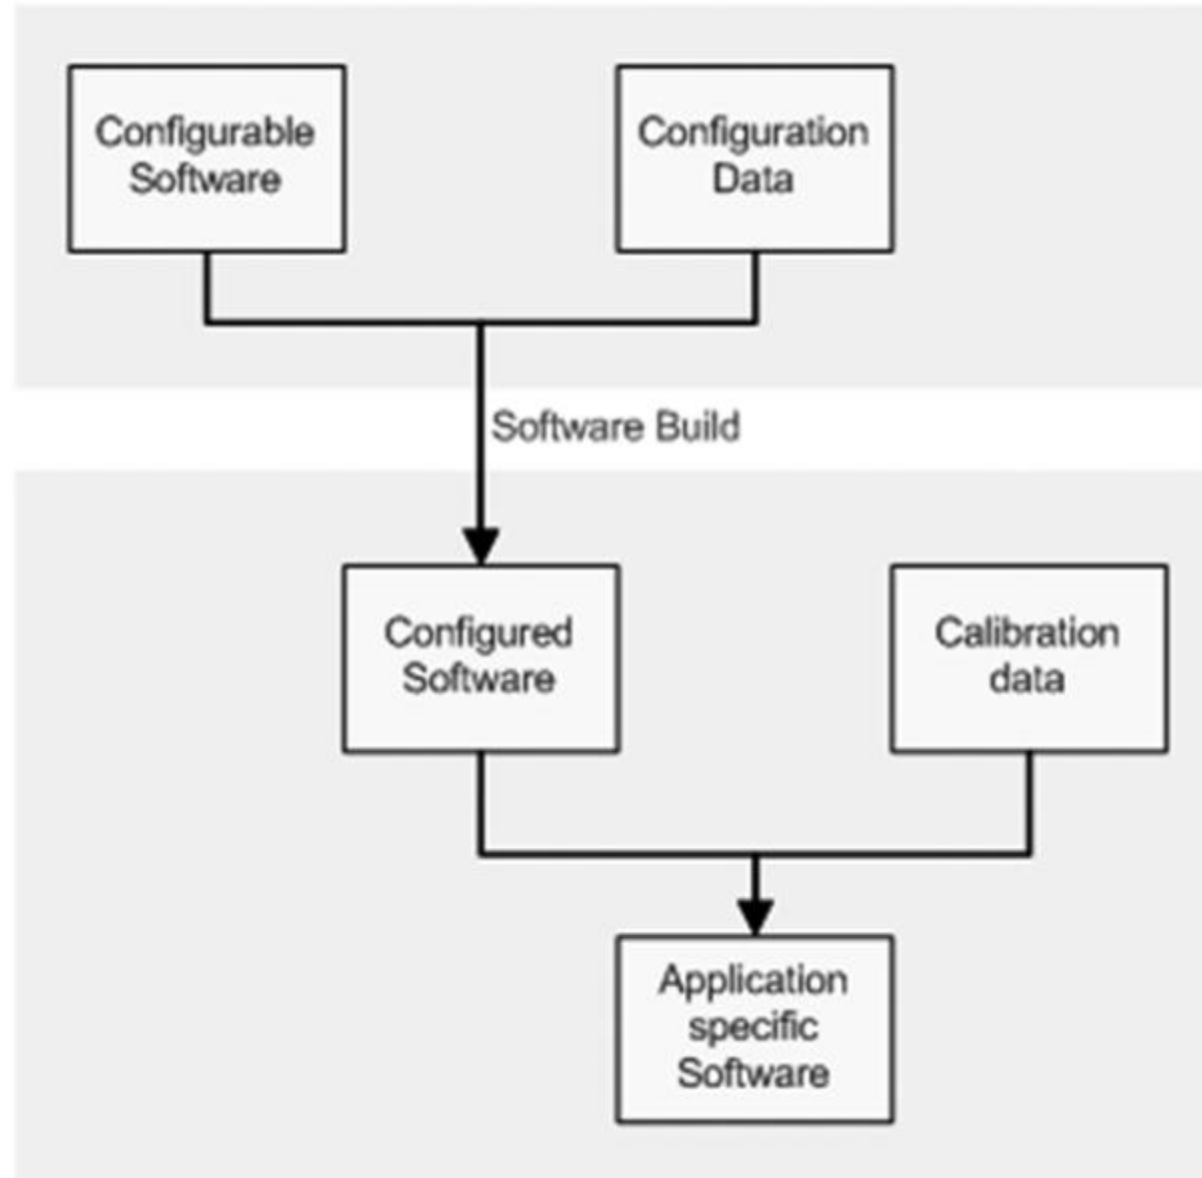 Configurable
Software
Configuration
Data
Software Build
Configured
Software
Calibration
data
Application
specific
Software